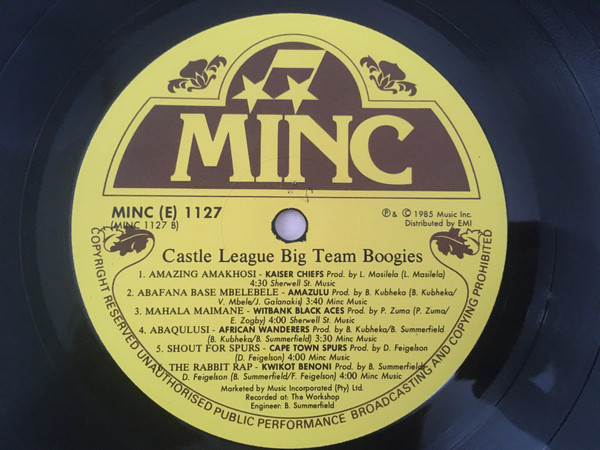 MINC
MINC (E) 1127
(MINC 1127 B)
℗ & © 1985 Music Inc.
Distributed by EMI
Castle League Big Team Boogies
1. AMAZING AMAKHOSI - KAISER CHIEFS Prod. by L. Masilela (L. Masilela)
4:30 Sherwell St. Music
2. ABAFANA BASE MBELEBELE - AMAZULU Prod. by B. Kubheka (B. Kubheka/
V. Mbele/J. Galanakis) 3:40 Minc Music
3. MAHALA MAIMANE - WITBANK BLACK ACES Prod. by P. Zuma (P. Zuma/
E. Zogby) 4:00 Sherwell St. Music
4. ABAQULUSI - AFRICAN WANDERERS Prod. by B. Kubheka/B. Summerfield
(B. Kubheka/B. Summerfield) 3:30 Minc Music
5. SHOUT FOR SPURS - CAPE TOWN SPURS Prod. by D. Feigelson
(D. Feigelson) 4:00 Minc Music
THE RABBIT RAP - KWIKOT BENONI Prod. by B. Summerfield/
D. Feigelson (B. Summerfield/F. Feigelson) 4:00 Minc Music
Marketed by Music Incorporated (Pty) Ltd.
Recorded at: The Workshop
Engineer: B. Summerfield
COPYRIGHT RESERVED UNAUTHORISED PUBLIC PERFORMANCE BROADCASTING AND COPYING PROHIBITED